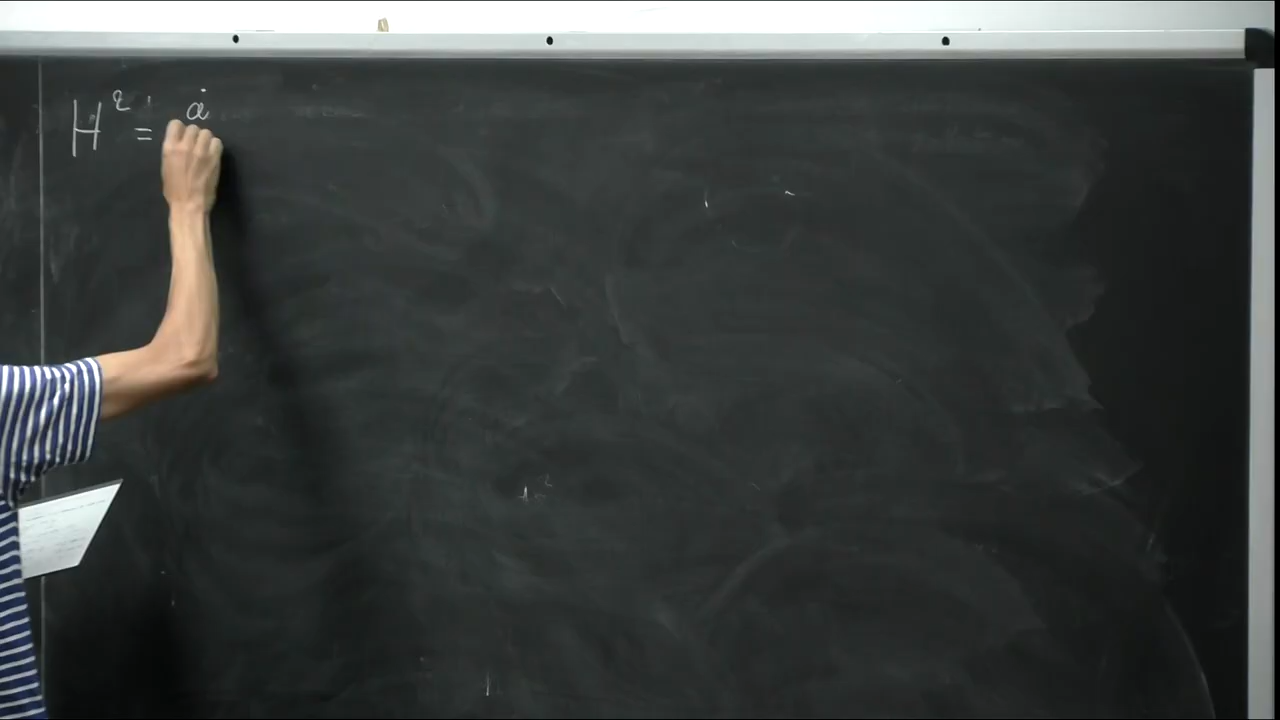 H² = ȧ